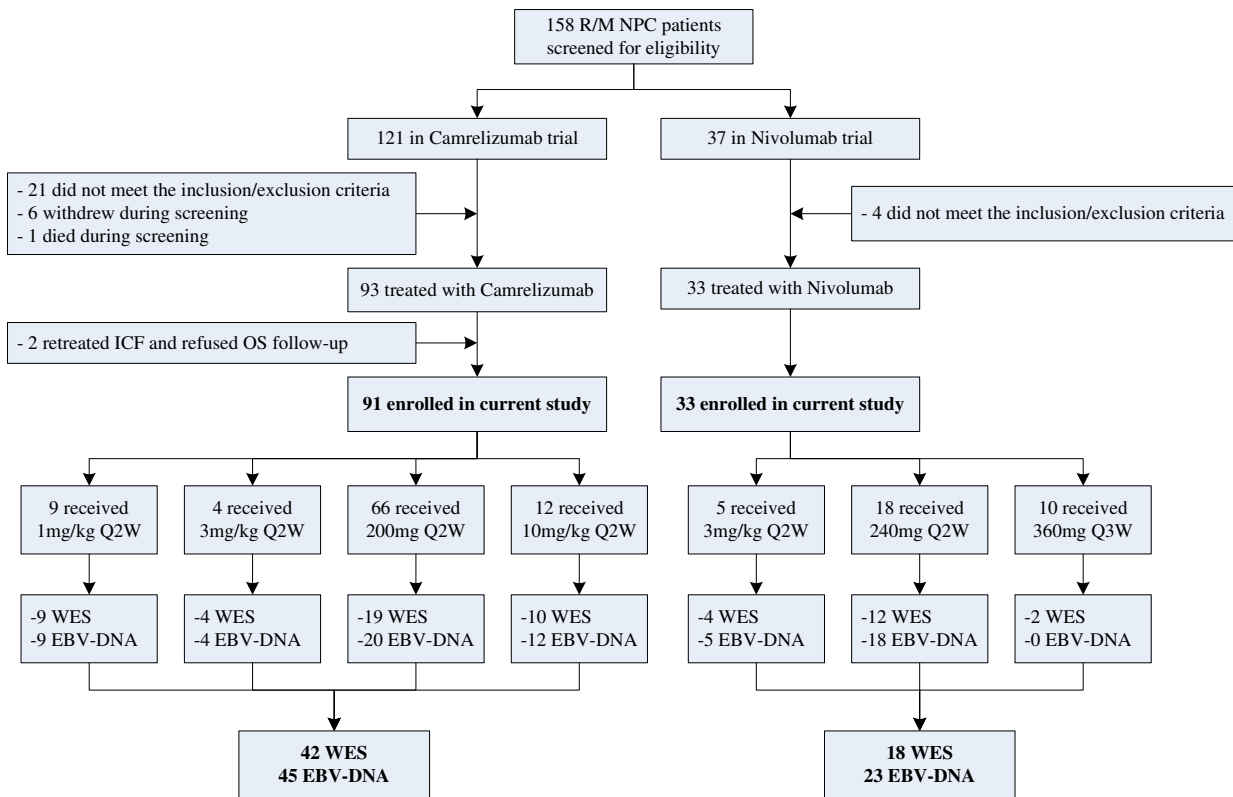 158 R/M NPC patients
screened for eligibility
121 in Camrelizumab trial
37 in Nivolumab trial
- 21 did not meet the inclusion/exclusion criteria
- 6 withdrew during screening
- 1 died during screening
- 4 did not meet the inclusion/exclusion criteria
93 treated with Camrelizumab
33 treated with Nivolumab
- 2 retreated ICF and refused OS follow-up
91 enrolled in current study
33 enrolled in current study
9 received
1mg/kg Q2W
4 received
3mg/kg Q2W
66 received
200mg Q2W
12 received
10mg/kg Q2W
5 received
3mg/kg Q2W
18 received
240mg Q2W
10 received
360mg Q3W
-9 WES
-9 EBV-DNA
-4 WES
-4 EBV-DNA
-19 WES
-20 EBV-DNA
-10 WES
-12 EBV-DNA
-4 WES
-5 EBV-DNA
-12 WES
-18 EBV-DNA
-2 WES
-0 EBV-DNA
42 WES
45 EBV-DNA
18 WES
23 EBV-DNA